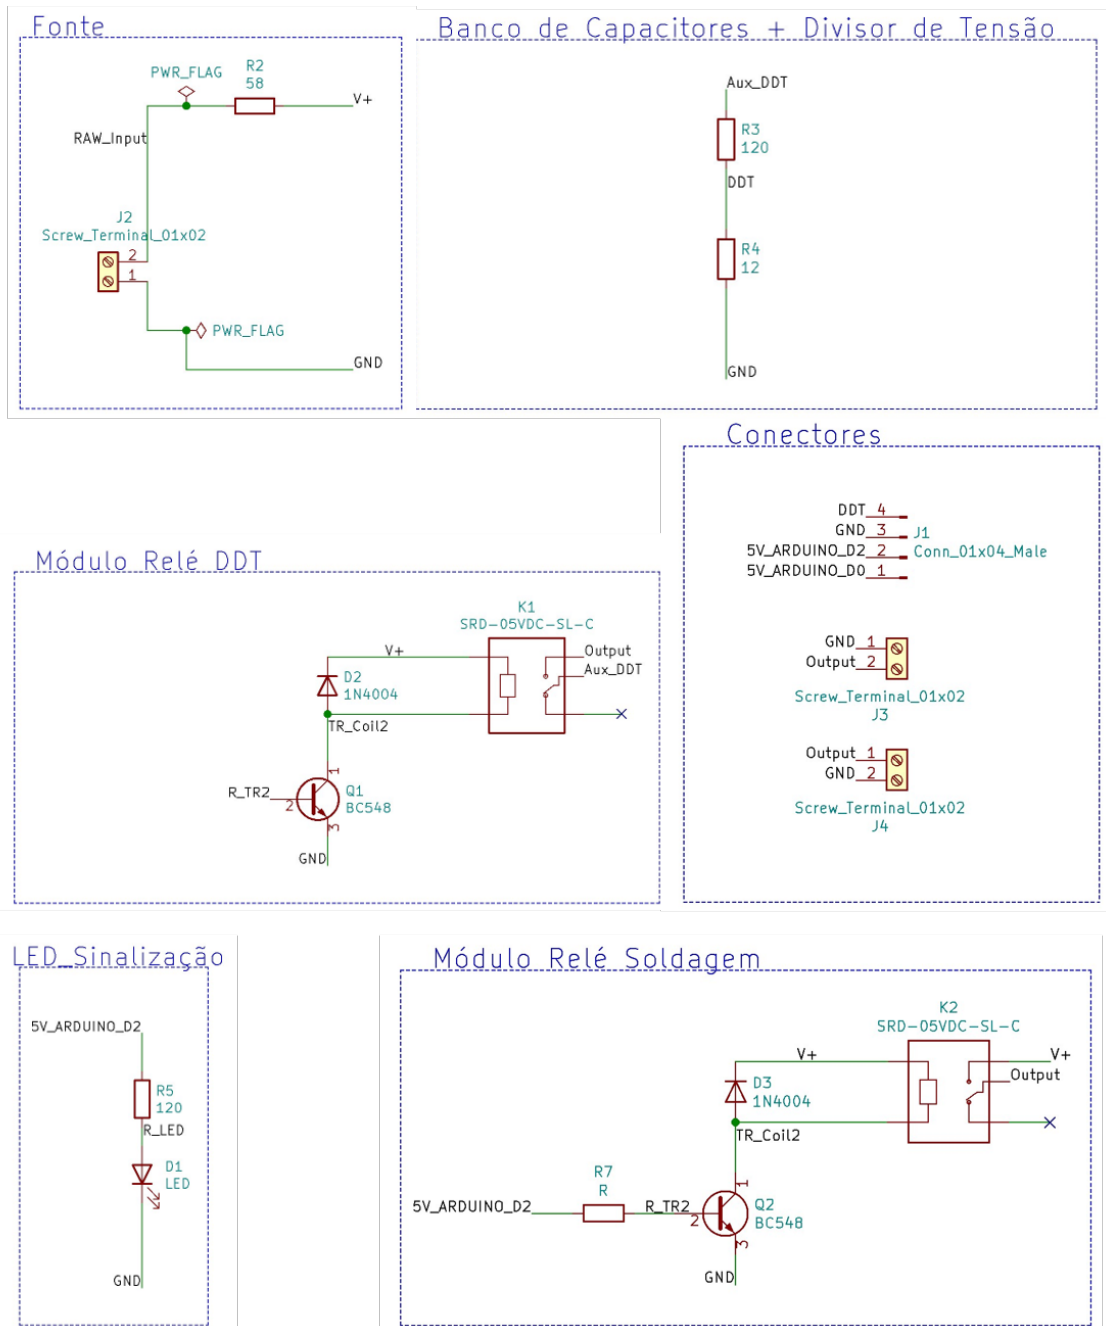 Fonte
PWR_FLAG
R2
58
V+
RAW_Input
J2
Screw_Terminal_01x02
2
1
PWR_FLAG
GND
Banco de Capacitores + Divisor de Tensão
Aux_DDT
R3
120
DDT
R4
12
GND
Conectores
DDT 4
GND 3
J1
5V_ARDUINO_D2 2
Conn_01x04_Male
5V_ARDUINO_D0 1
GND 1
Output 2
Screw_Terminal_01x02
J3
Output 1
GND 2
Screw_Terminal_01x02
J4
Módulo Relé DDT
K1
SRD-05VDC-SL-C
V+
Output
Aux_DDT
D2
1N4004
TR_Coil2
1
R_TR2
2
Q1
BC548
3
GND
LED_Sinalização
5V_ARDUINO_D2
R5
120
R_LED
D1
LED
GND
Módulo Relé Soldagem
K2
SRD-05VDC-SL-C
V+
V+
Output
D3
1N4004
TR_Coil2
R7
R
1
5V_ARDUINO_D2
R_TR2
2
Q2
BC548
3
GND